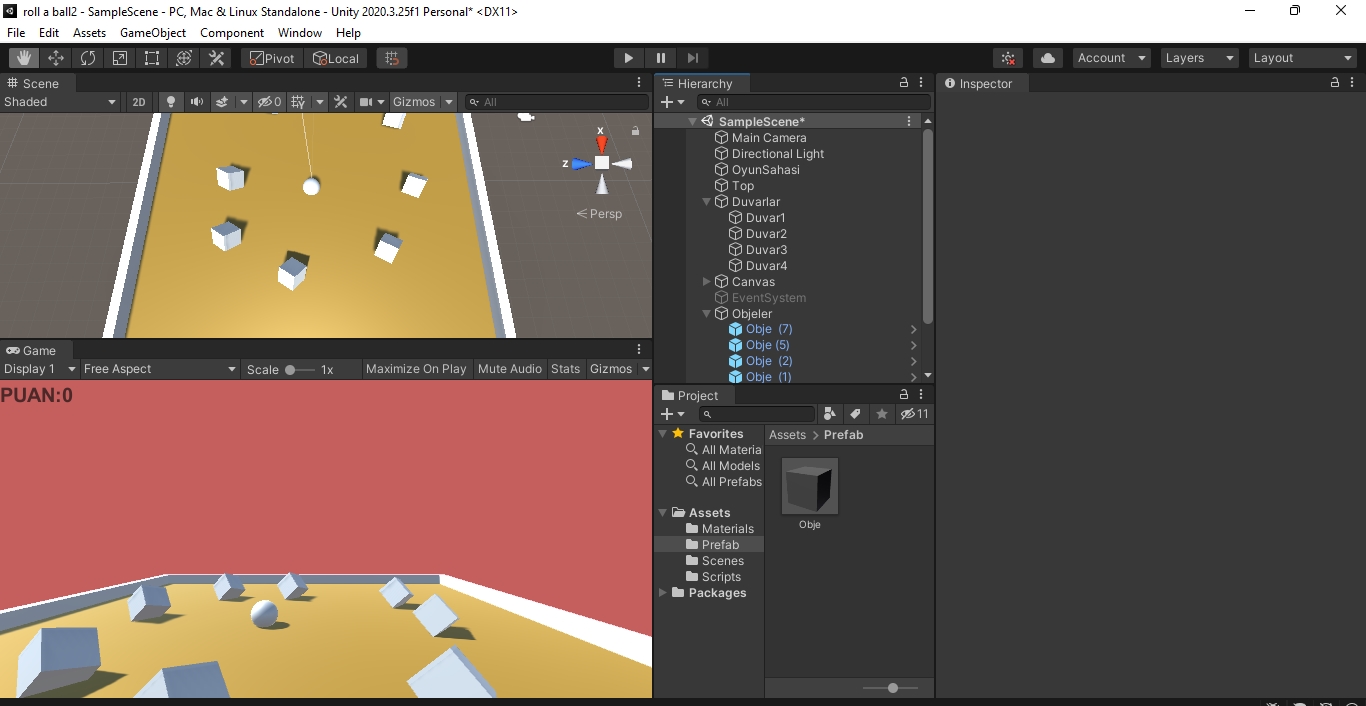 roll a ball2 - SampleScene - PC, Mac & Linux Standalone - Unity 2020.3.25f1 Personal* <DX11>
File Edit Assets GameObject Component Window Help
Pivot Local Account Layers Layout
Scene
Shaded 2D 0 Gizmos All
x
z
Persp
Game
Display 1 Free Aspect Scale 1x Maximize On Play Mute Audio Stats Gizmos
PUAN:0
Hierarchy
All
SampleScene*
Main Camera
Directional Light
OyunSahasi
Top
Duvarlar
Duvar1
Duvar2
Duvar3
Duvar4
Canvas
EventSystem
Objeler
Obje (7)
Obje (5)
Obje (2)
Obje (1)
Project
11
Favorites
All Materia
All Models
All Prefabs
Assets
Materials
Prefab
Scenes
Scripts
Packages
Assets > Prefab
Obje
Inspector